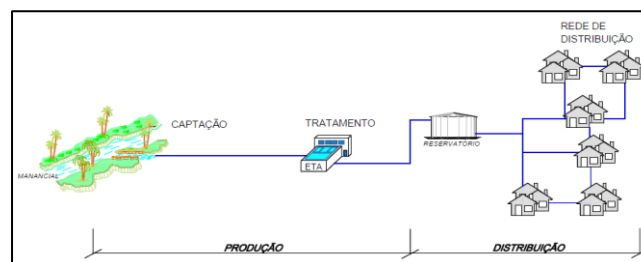 REDE DE
DISTRIBUIÇÃO
CAPTAÇÃO
TRATAMENTO
RESERVATÓRIO
ETA
MANANCIAL
PRODUÇÃO
DISTRIBUIÇÃO